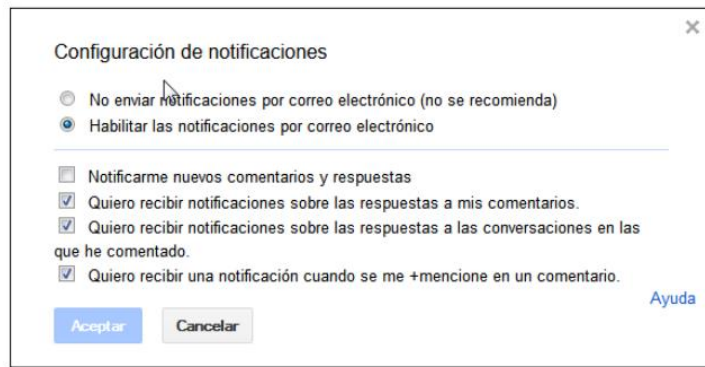 Configuración de notificaciones
No enviar notificaciones por correo electrónico (no se recomienda)
Habilitar las notificaciones por correo electrónico
Notificarme nuevos comentarios y respuestas
Quiero recibir notificaciones sobre las respuestas a mis comentarios.
Quiero recibir notificaciones sobre las respuestas a las conversaciones en las
que he comentado.
Quiero recibir una notificación cuando se me +mencione en un comentario.
Ayuda
Aceptar Cancelar